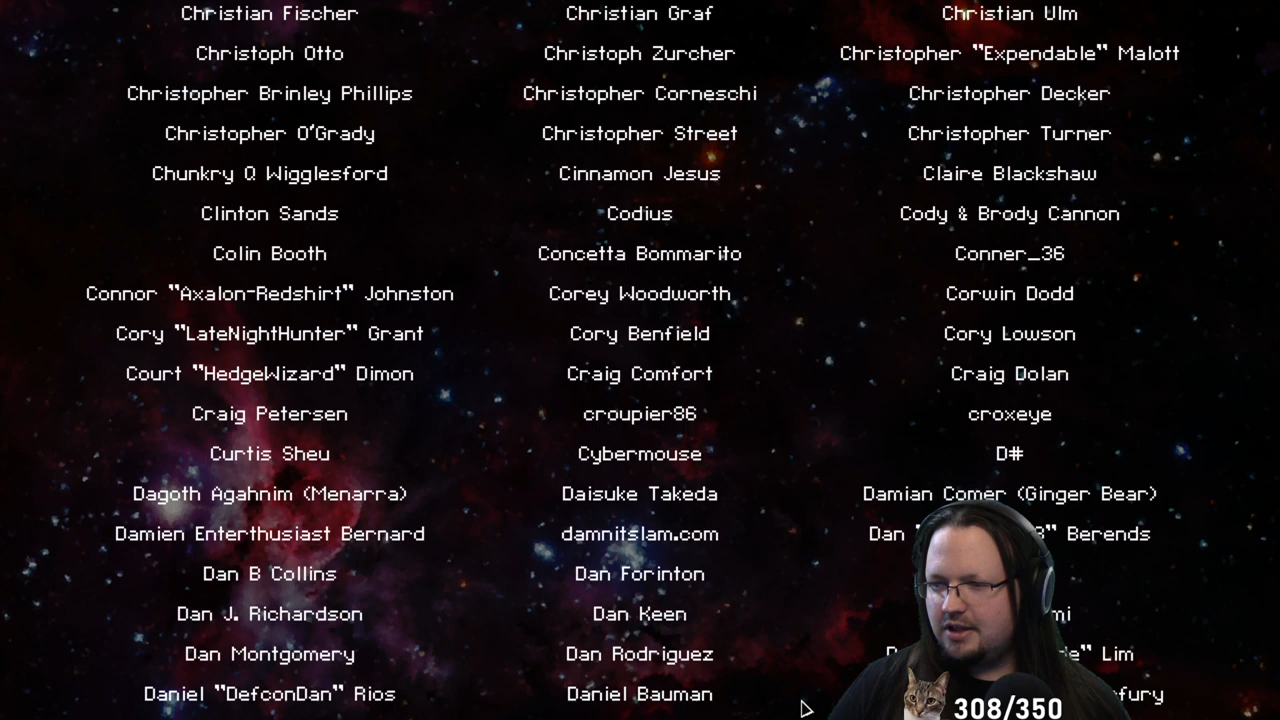 Christian Fischer Christian Graf Christian Ulm
Christoph Otto Christoph Zurcher Christopher "Expendable" Malott
Christopher Brinley Phillips Christopher Corneschi Christopher Decker
Christopher O'Grady Christopher Street Christopher Turner
Chunkry Q Wigglesford Cinnamon Jesus Claire Blackshaw
Clinton Sands Codius Cody & Brody Cannon
Colin Booth Concetta Bommarito Conner_36
Connor "Axalon-Redshirt" Johnston Corey Woodworth Corwin Dodd
Cory "LateNightHunter" Grant Cory Benfield Cory Lowson
Court "HedgeWizard" Dimon Craig Comfort Craig Dolan
Craig Petersen croupier86 croxeye
Curtis Sheu Cybermouse D#
Dagoth Agahnim (Menarra) Daisuke Takeda Damian Comer (Ginger Bear)
Damien Enterthusiast Bernard damnitslam.com Dan Berends
Dan B Collins Dan Forinton
Dan J. Richardson Dan Keen
Dan Montgomery Dan Rodriguez Lim
Daniel "DefconDan" Rios Daniel Bauman
308/350